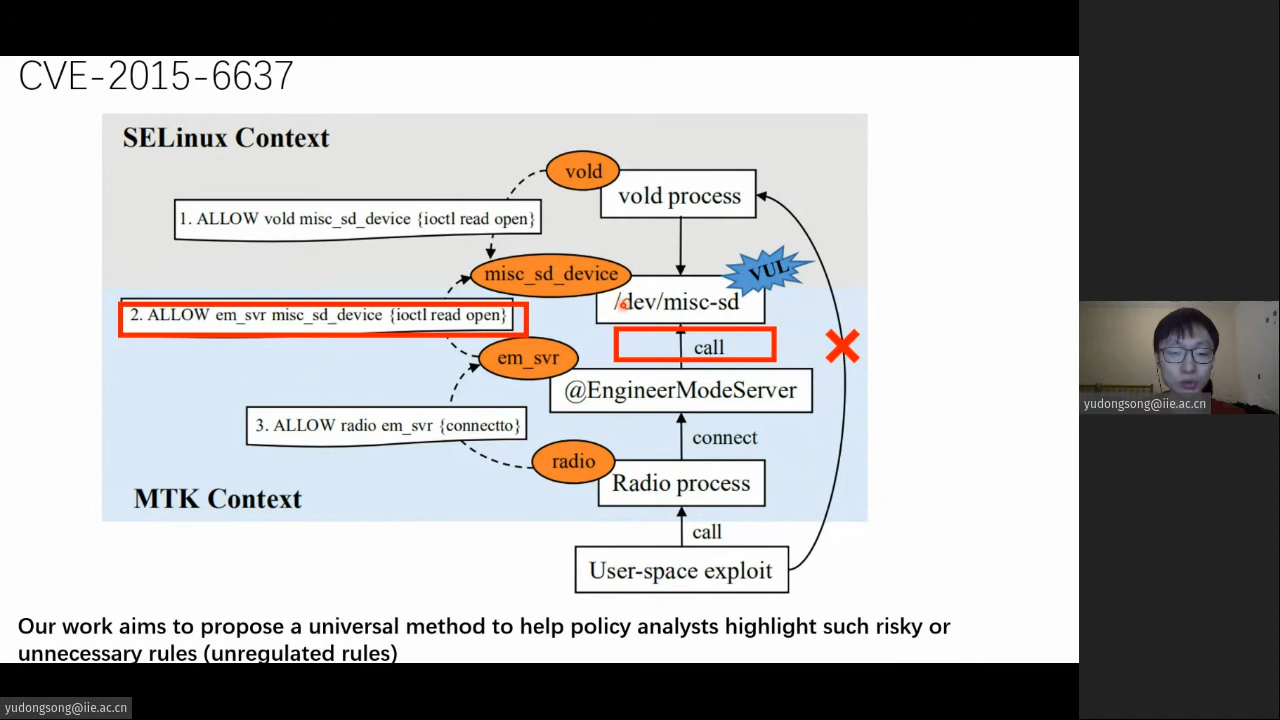 CVE-2015-6637
SELinux Context
vold
vold process
1. ALLOW vold misc_sd_device {ioctl read open}
misc_sd_device
VUL
/dev/misc-sd
2. ALLOW em_svr misc_sd_device {ioctl read open}
call
em_svr
@EngineerModeServer
3. ALLOW radio em_svr {connectto}
connect
radio
Radio process
MTK Context
call
User-space exploit
Our work aims to propose a universal method to help policy analysts highlight such risky or
unnecessary rules (unregulated rules)
yudongsong@iie.ac.cn
yudongsong@iie.ac.cn